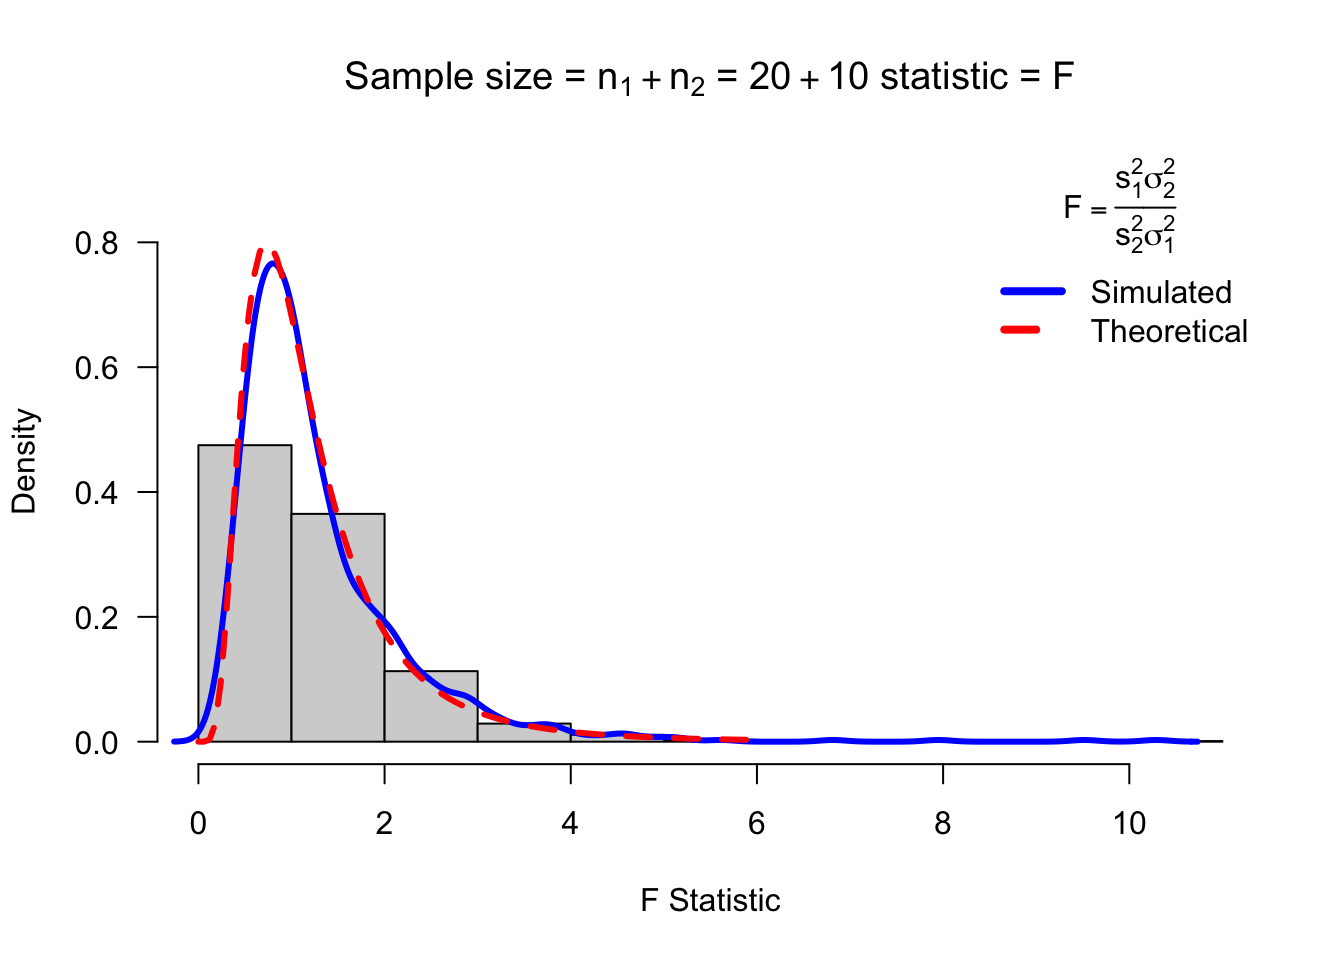 Sample size = n₁ + n₂ = 20 + 10 statistic = F
F = s₁²σ₂² / s₂²σ₁²
Simulated
Theoretical
Density
0.8
0.6
0.4
0.2
0.0
0 2 4 6 8 10
F Statistic